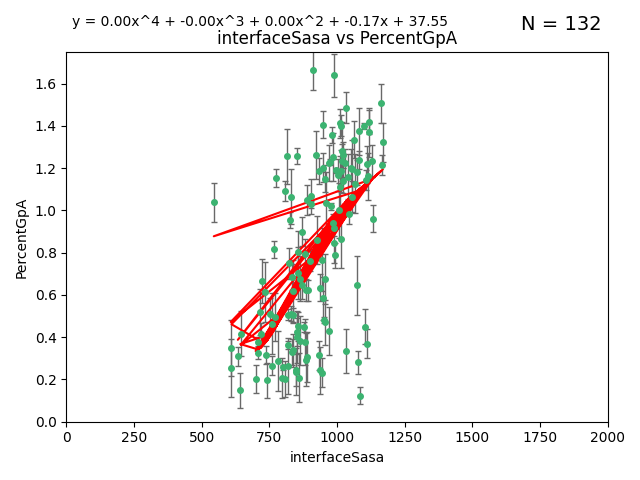 y = 0.00x^4 + -0.00x^3 + 0.00x^2 + -0.17x + 37.55
N = 132
interfaceSasa vs PercentGpA
PercentGpA
1.6
1.4
1.2
1.0
0.8
0.6
0.4
0.2
0.0
0 250 500 750 1000 1250 1500 1750 2000
interfaceSasa